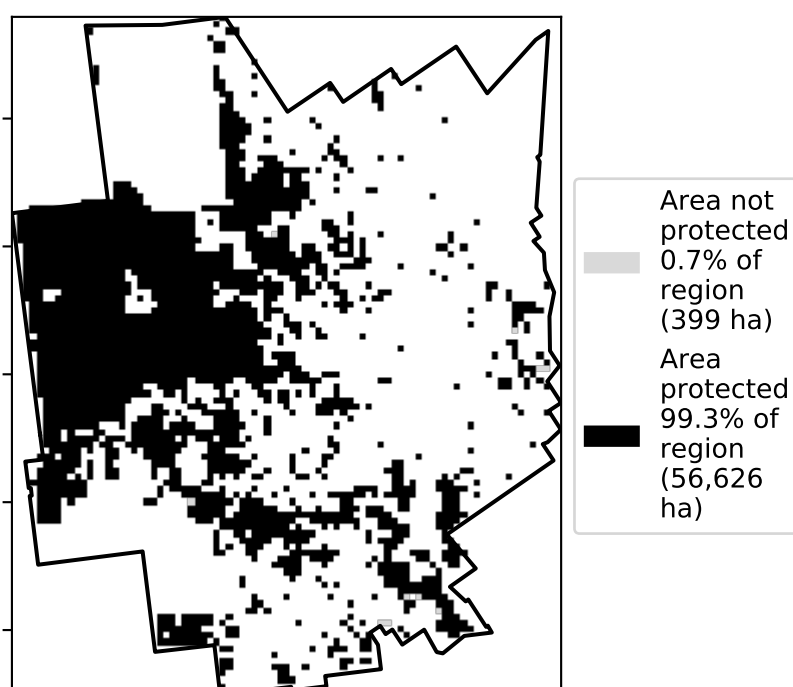 Area not
protected
0.7% of
region
(399 ha)
Area
protected
99.3% of
region
(56,626
ha)